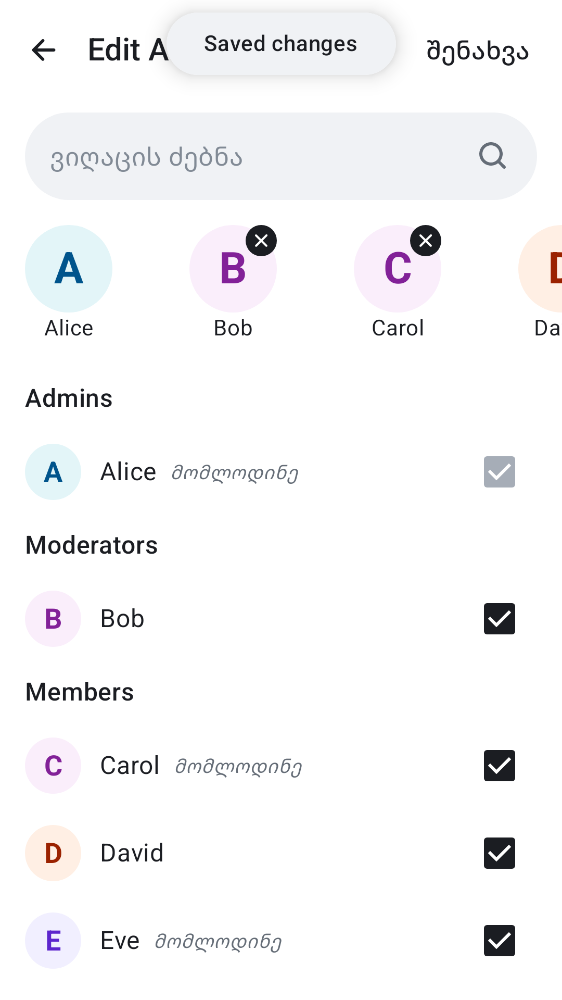 Edit A
Saved changes
შენახვა
ვიღაცის ძებნა
A
B
C
D
Alice
Bob
Carol
Da
Admins
A
Alice მომლოდინე
Moderators
B
Bob
Members
C
Carol მომლოდინე
D
David
E
Eve მომლოდინე